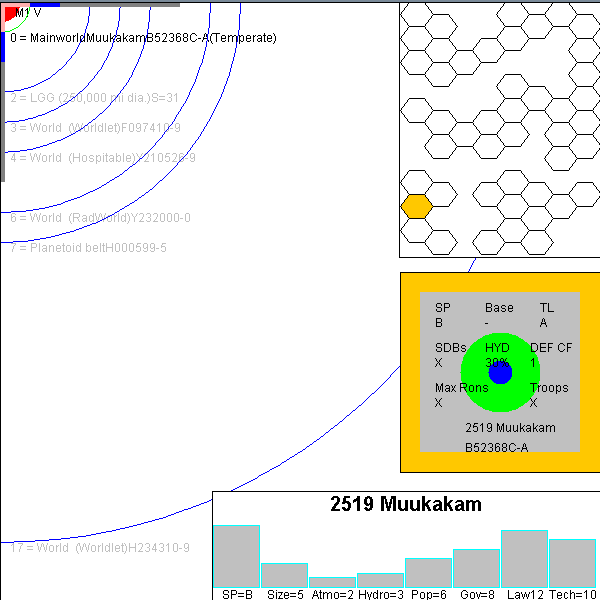 M1 V
0 = MainworldMuukakamB52368C-A(Temperate)
2 = LGG (250,000 mi dia.)S=31
3 = World  (Worldlet)F097410-9
4 = World  (Hospitable)Y210526-9
6 = World  (RadWorld)Y232000-0
7 = Planetoid beltH000599-5
17 = World  (Worldlet)H234310-9
SP Base TL
B - A
SDBs HYD DEF CF
X 30% 1
Max Rons Troops
X X
2519 Muukakam
B52368C-A
2519 Muukakam
SP=B Size=5 Atmo=2 Hydro=3 Pop=6 Gov=8 Law12 Tech=10